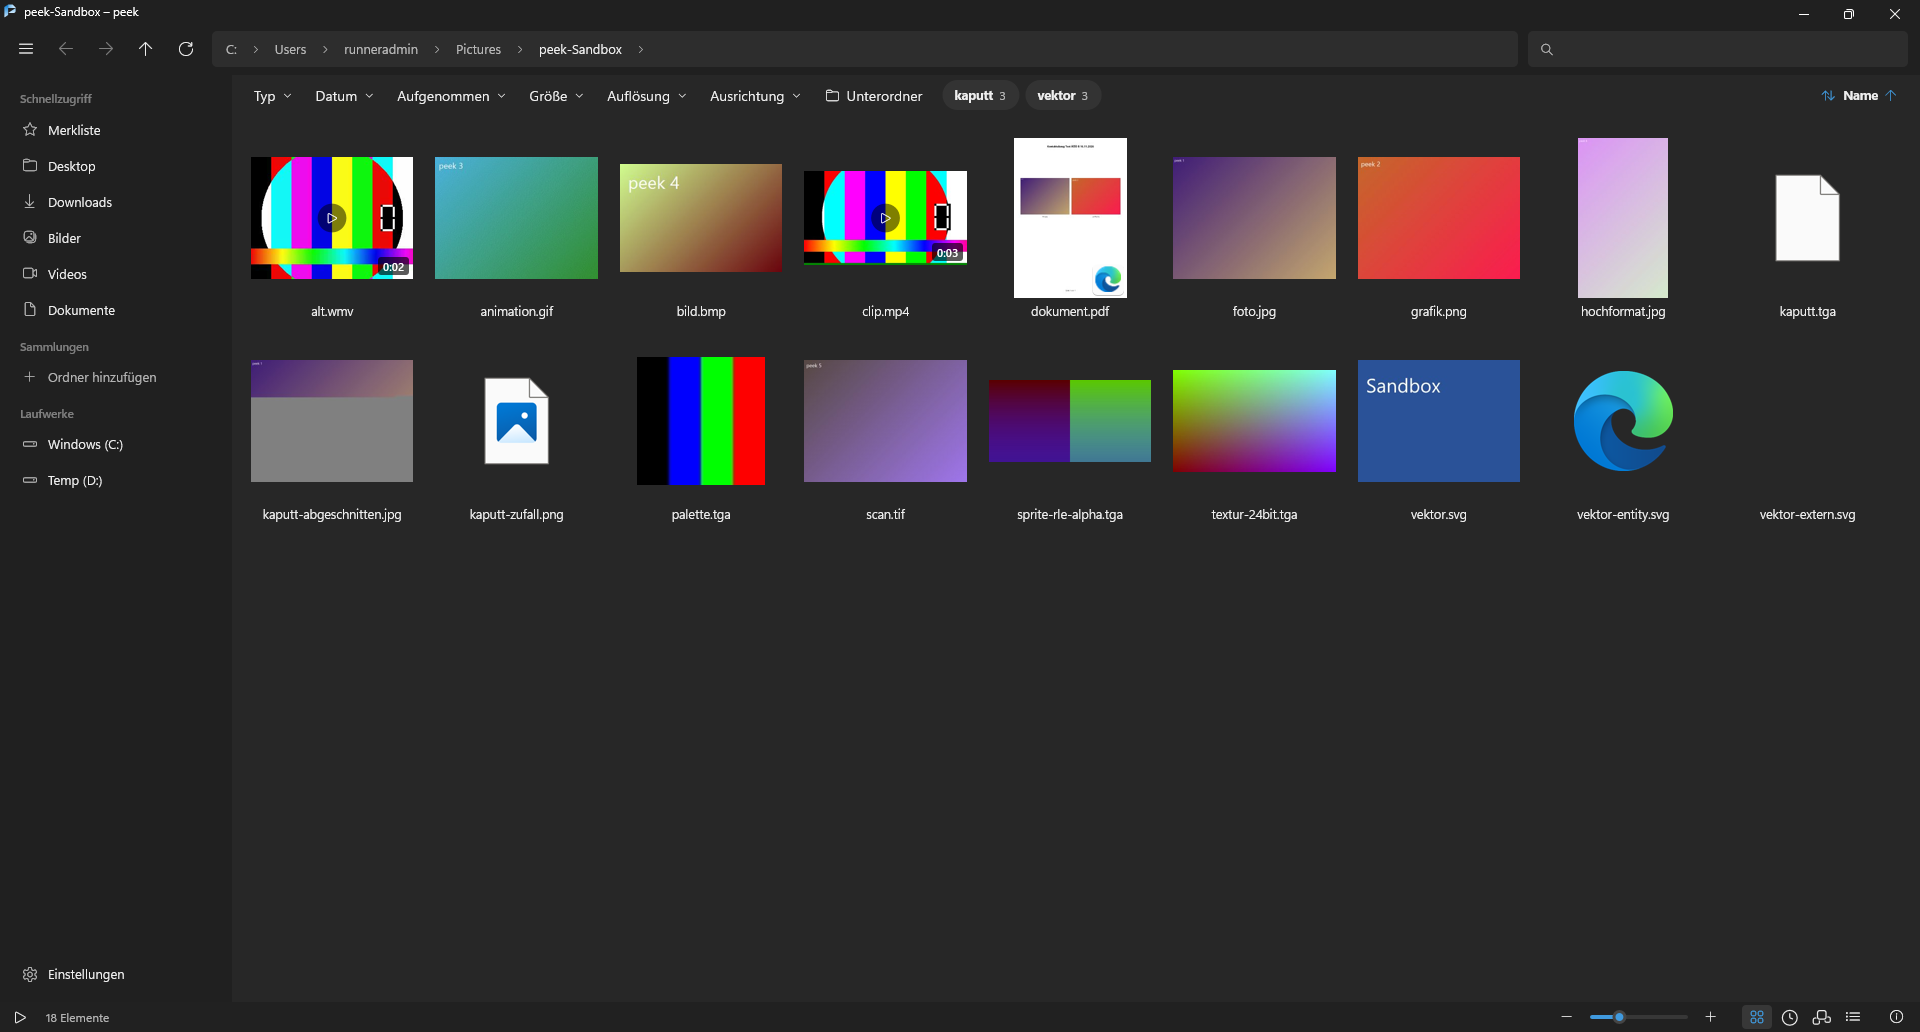 peek-Sandbox – peek
C: > Users > runneradmin > Pictures > peek-Sandbox >
Schnellzugriff
Merkliste
Desktop
Downloads
Bilder
Videos
Dokumente
Sammlungen
Ordner hinzufügen
Laufwerke
Windows (C:)
Temp (D:)
Einstellungen
Typ Datum Aufgenommen Größe Auflösung Ausrichtung Unterordner kaputt 3 vektor 3 Name
0:02
peek 3
peek 4
0:03
peek 2
alt.wmv animation.gif bild.bmp clip.mp4 dokument.pdf foto.jpg grafik.png hochformat.jpg kaputt.tga
peek 5
Sandbox
kaputt-abgeschnitten.jpg kaputt-zufall.png palette.tga scan.tif sprite-rle-alpha.tga textur-24bit.tga vektor.svg vektor-entity.svg vektor-extern.svg
18 Elemente